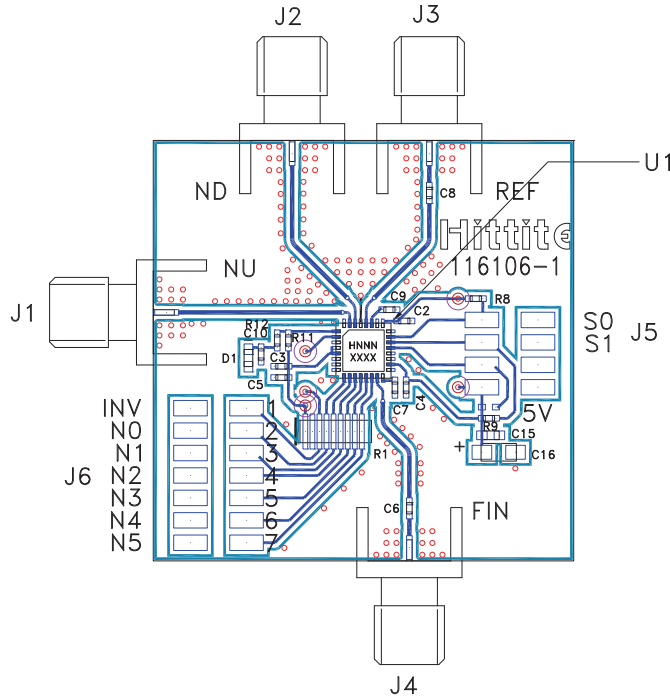 J2
J3
U1
ND
REF
C8
Hittite
116106-1
NU
J1
C9
C2
R8
R12
C10
R11
HNNN
XXXX
S0
S1
J5
D1
C3
C5
C7
C4
5V
R9
C15
+
C16
INV
1
N0
2
N1
3
R1
J6
N2
4
N3
5
N4
6
N5
7
C6
FIN
J4